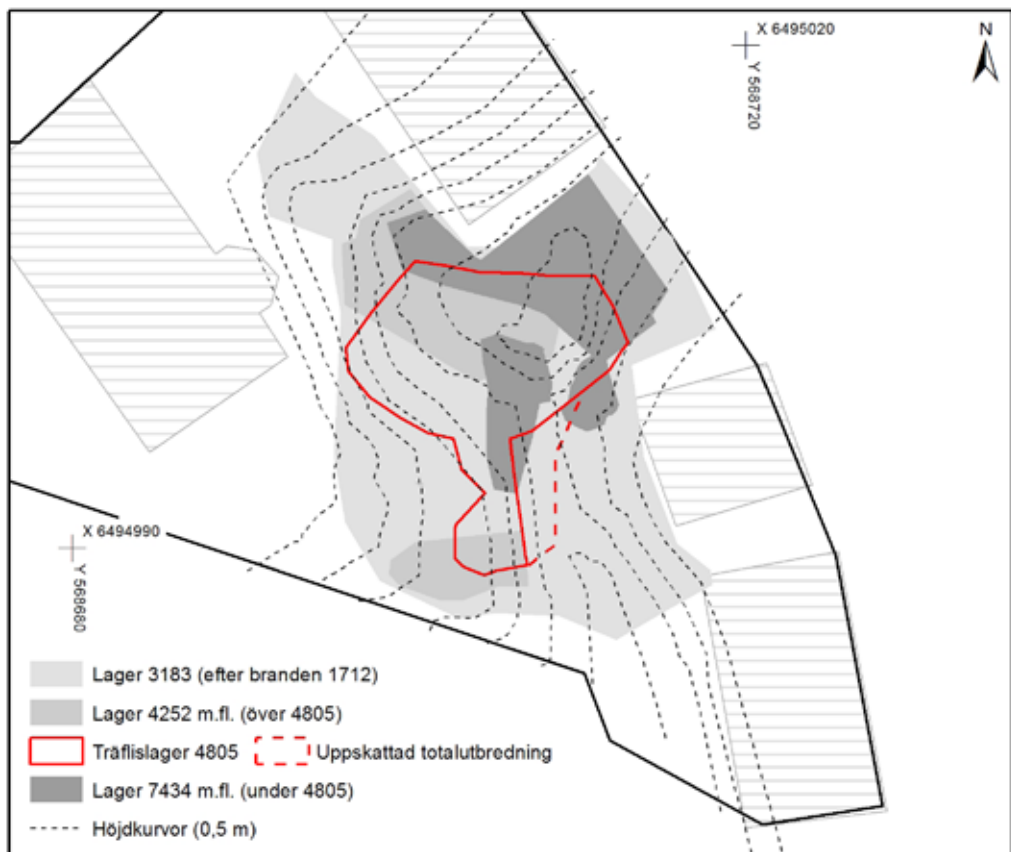 X 6495020
N
Y 568720
X 6494990
Y 568680
Lager 3183 (efter branden 1712)
Lager 4252 m.fl. (över 4805)
Träflislager 4805 Uppskattad totalutbredning
Lager 7434 m.fl. (under 4805)
Höjdkurvor (0,5 m)